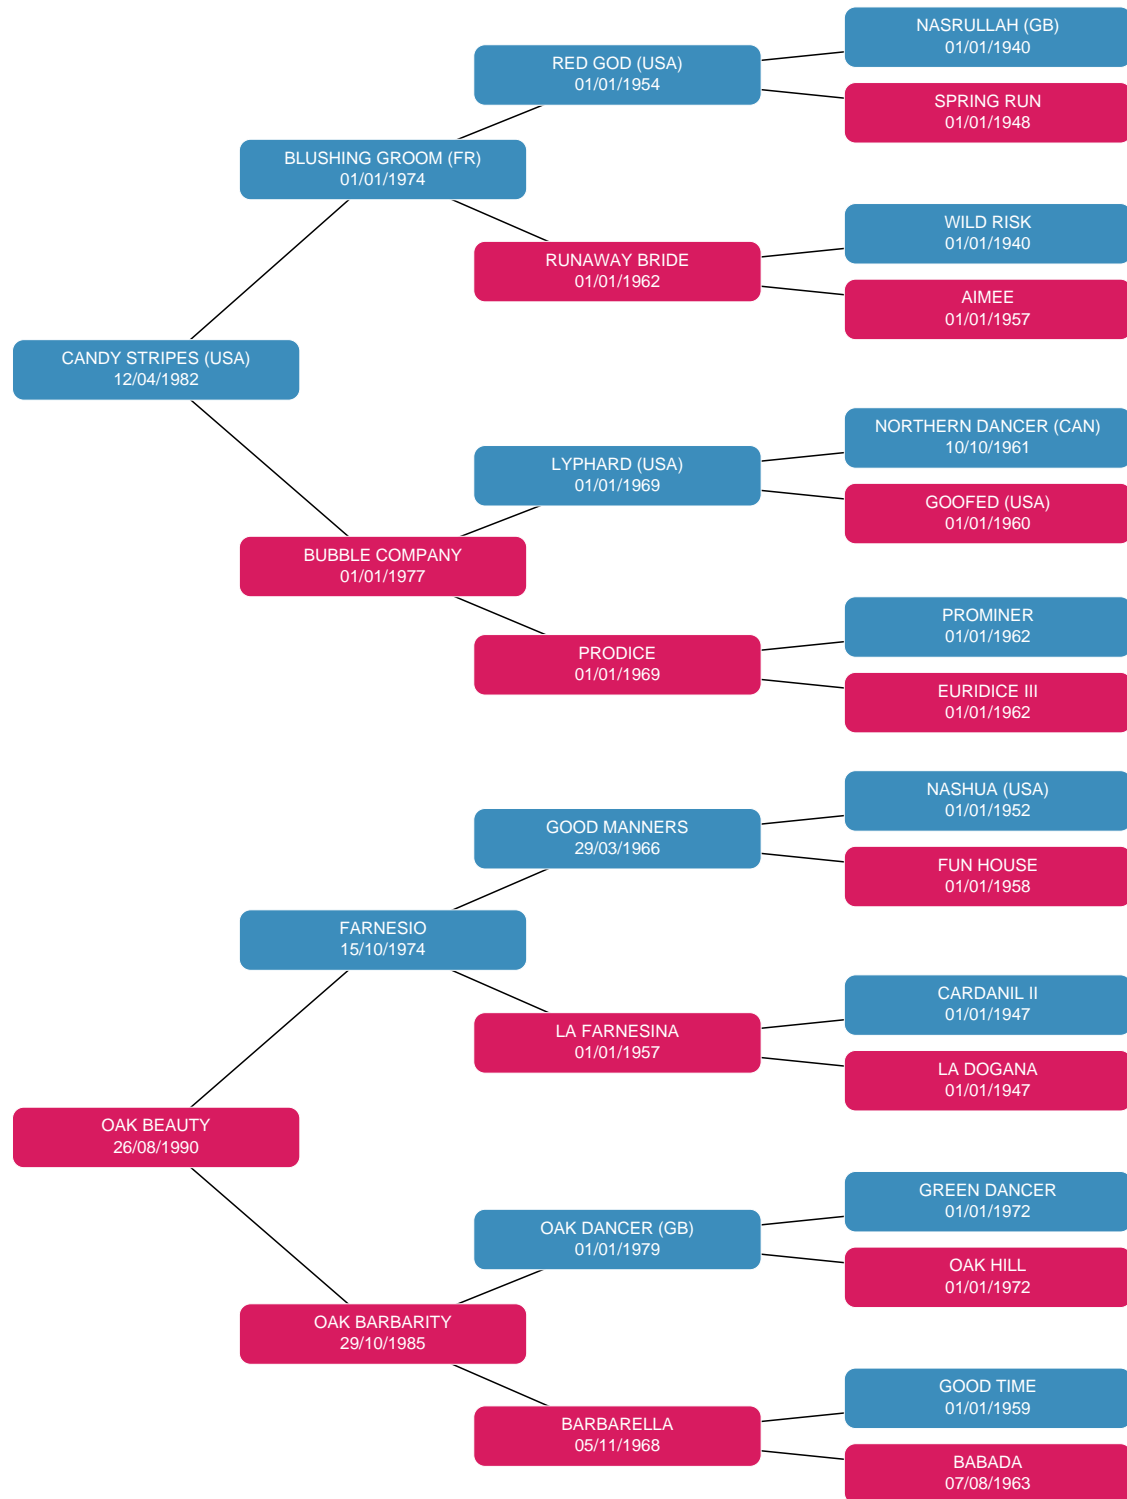 NASRULLAH (GB)
01/01/1940
RED GOD (USA)
01/01/1954
SPRING RUN
01/01/1948
BLUSHING GROOM (FR)
01/01/1974
WILD RISK
01/01/1940
RUNAWAY BRIDE
01/01/1962
AIMEE
01/01/1957
CANDY STRIPES (USA)
12/04/1982
NORTHERN DANCER (CAN)
10/10/1961
LYPHARD (USA)
01/01/1969
GOOFED (USA)
01/01/1960
BUBBLE COMPANY
01/01/1977
PROMINER
01/01/1962
PRODICE
01/01/1969
EURIDICE III
01/01/1962
NASHUA (USA)
01/01/1952
GOOD MANNERS
29/03/1966
FUN HOUSE
01/01/1958
FARNESIO
15/10/1974
CARDANIL II
01/01/1947
LA FARNESINA
01/01/1957
LA DOGANA
01/01/1947
OAK BEAUTY
26/08/1990
GREEN DANCER
01/01/1972
OAK DANCER (GB)
01/01/1979
OAK HILL
01/01/1972
OAK BARBARITY
29/10/1985
GOOD TIME
01/01/1959
BARBARELLA
05/11/1968
BABADA
07/08/1963